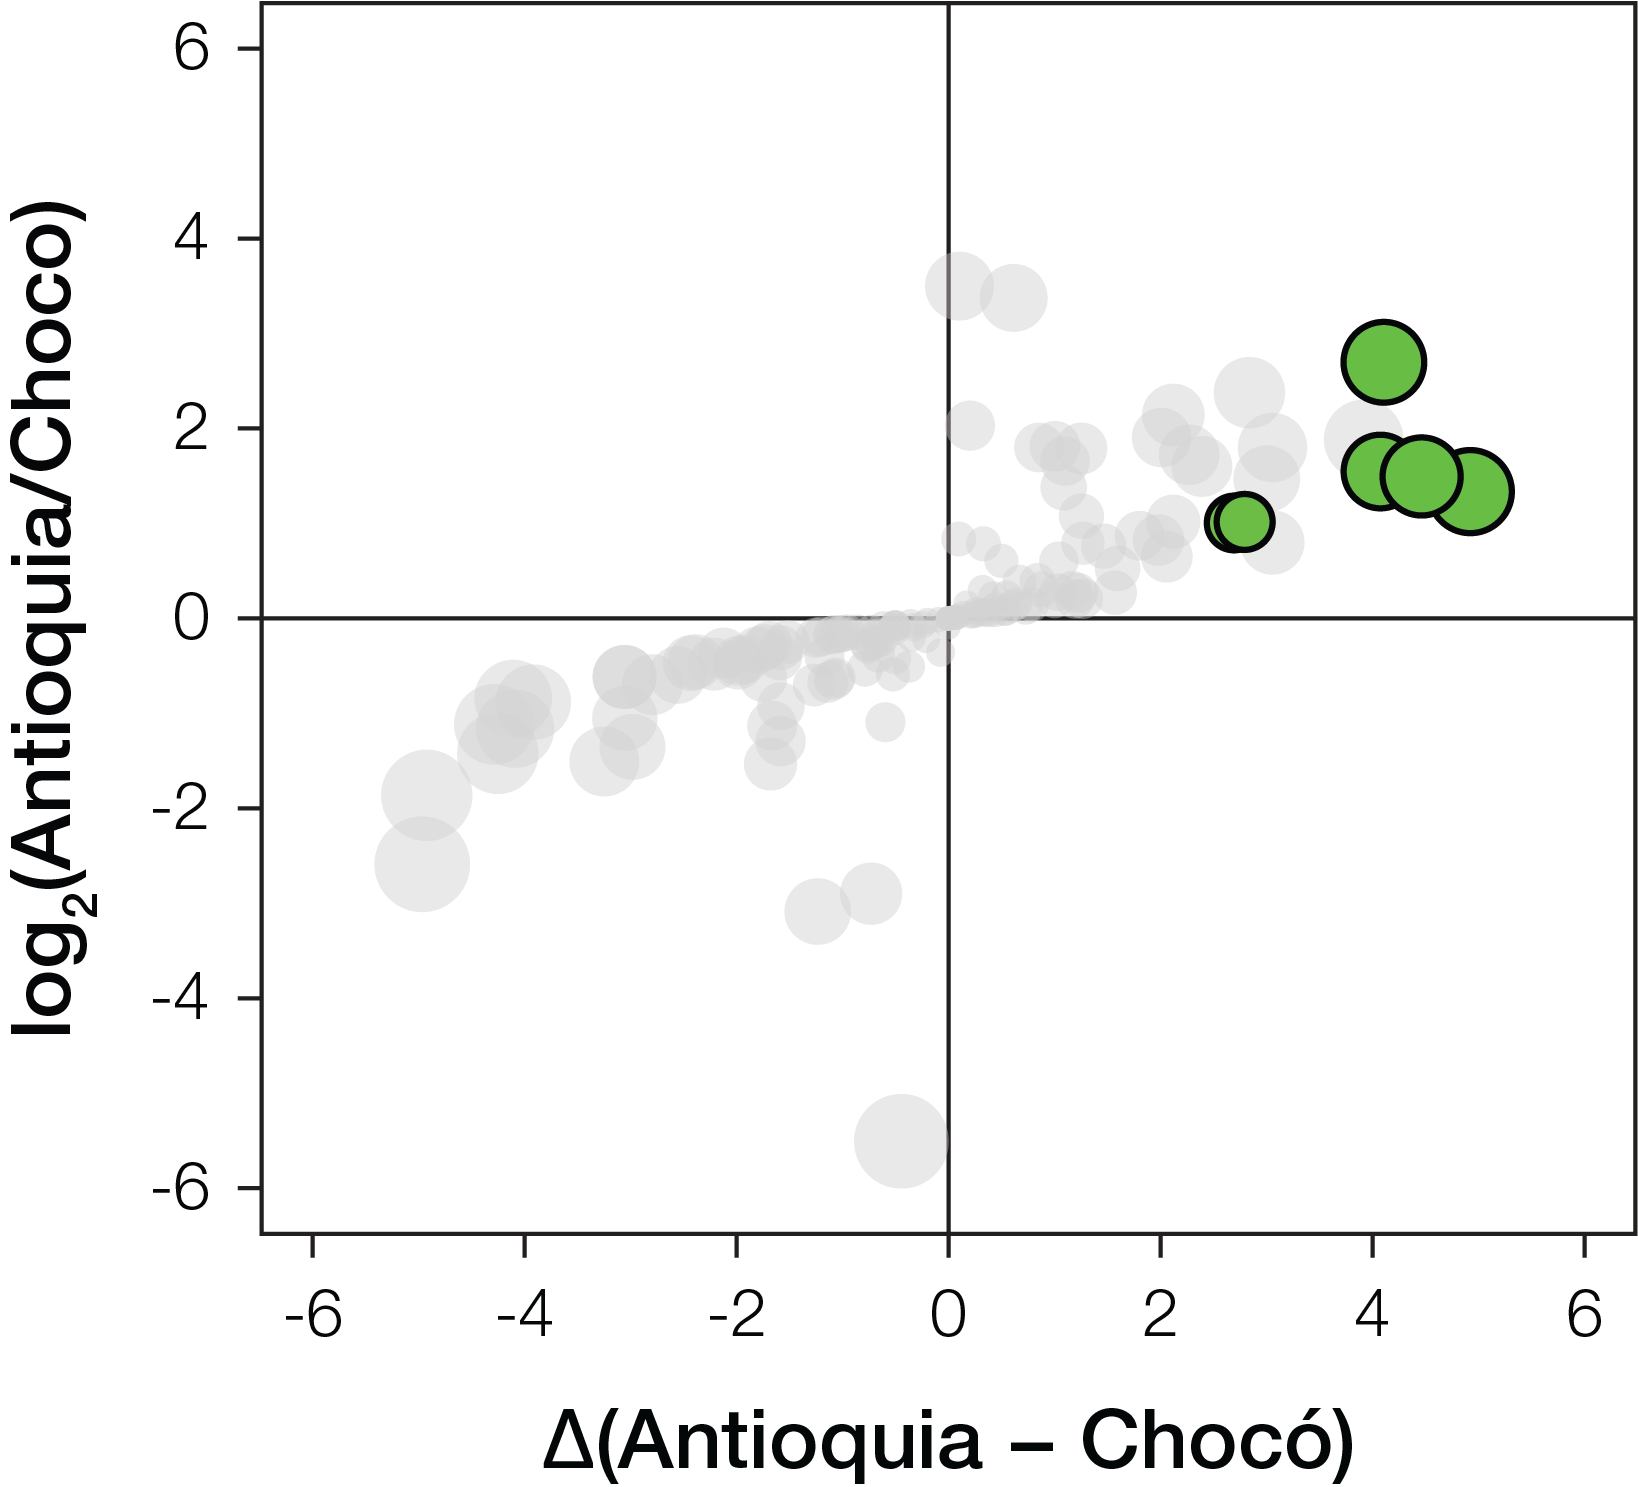 log₂(Antioquia/Choco)
6
4
2
0
-2
-4
-6
-6 -4 -2 0 2 4 6
Δ(Antioquia – Chocó)